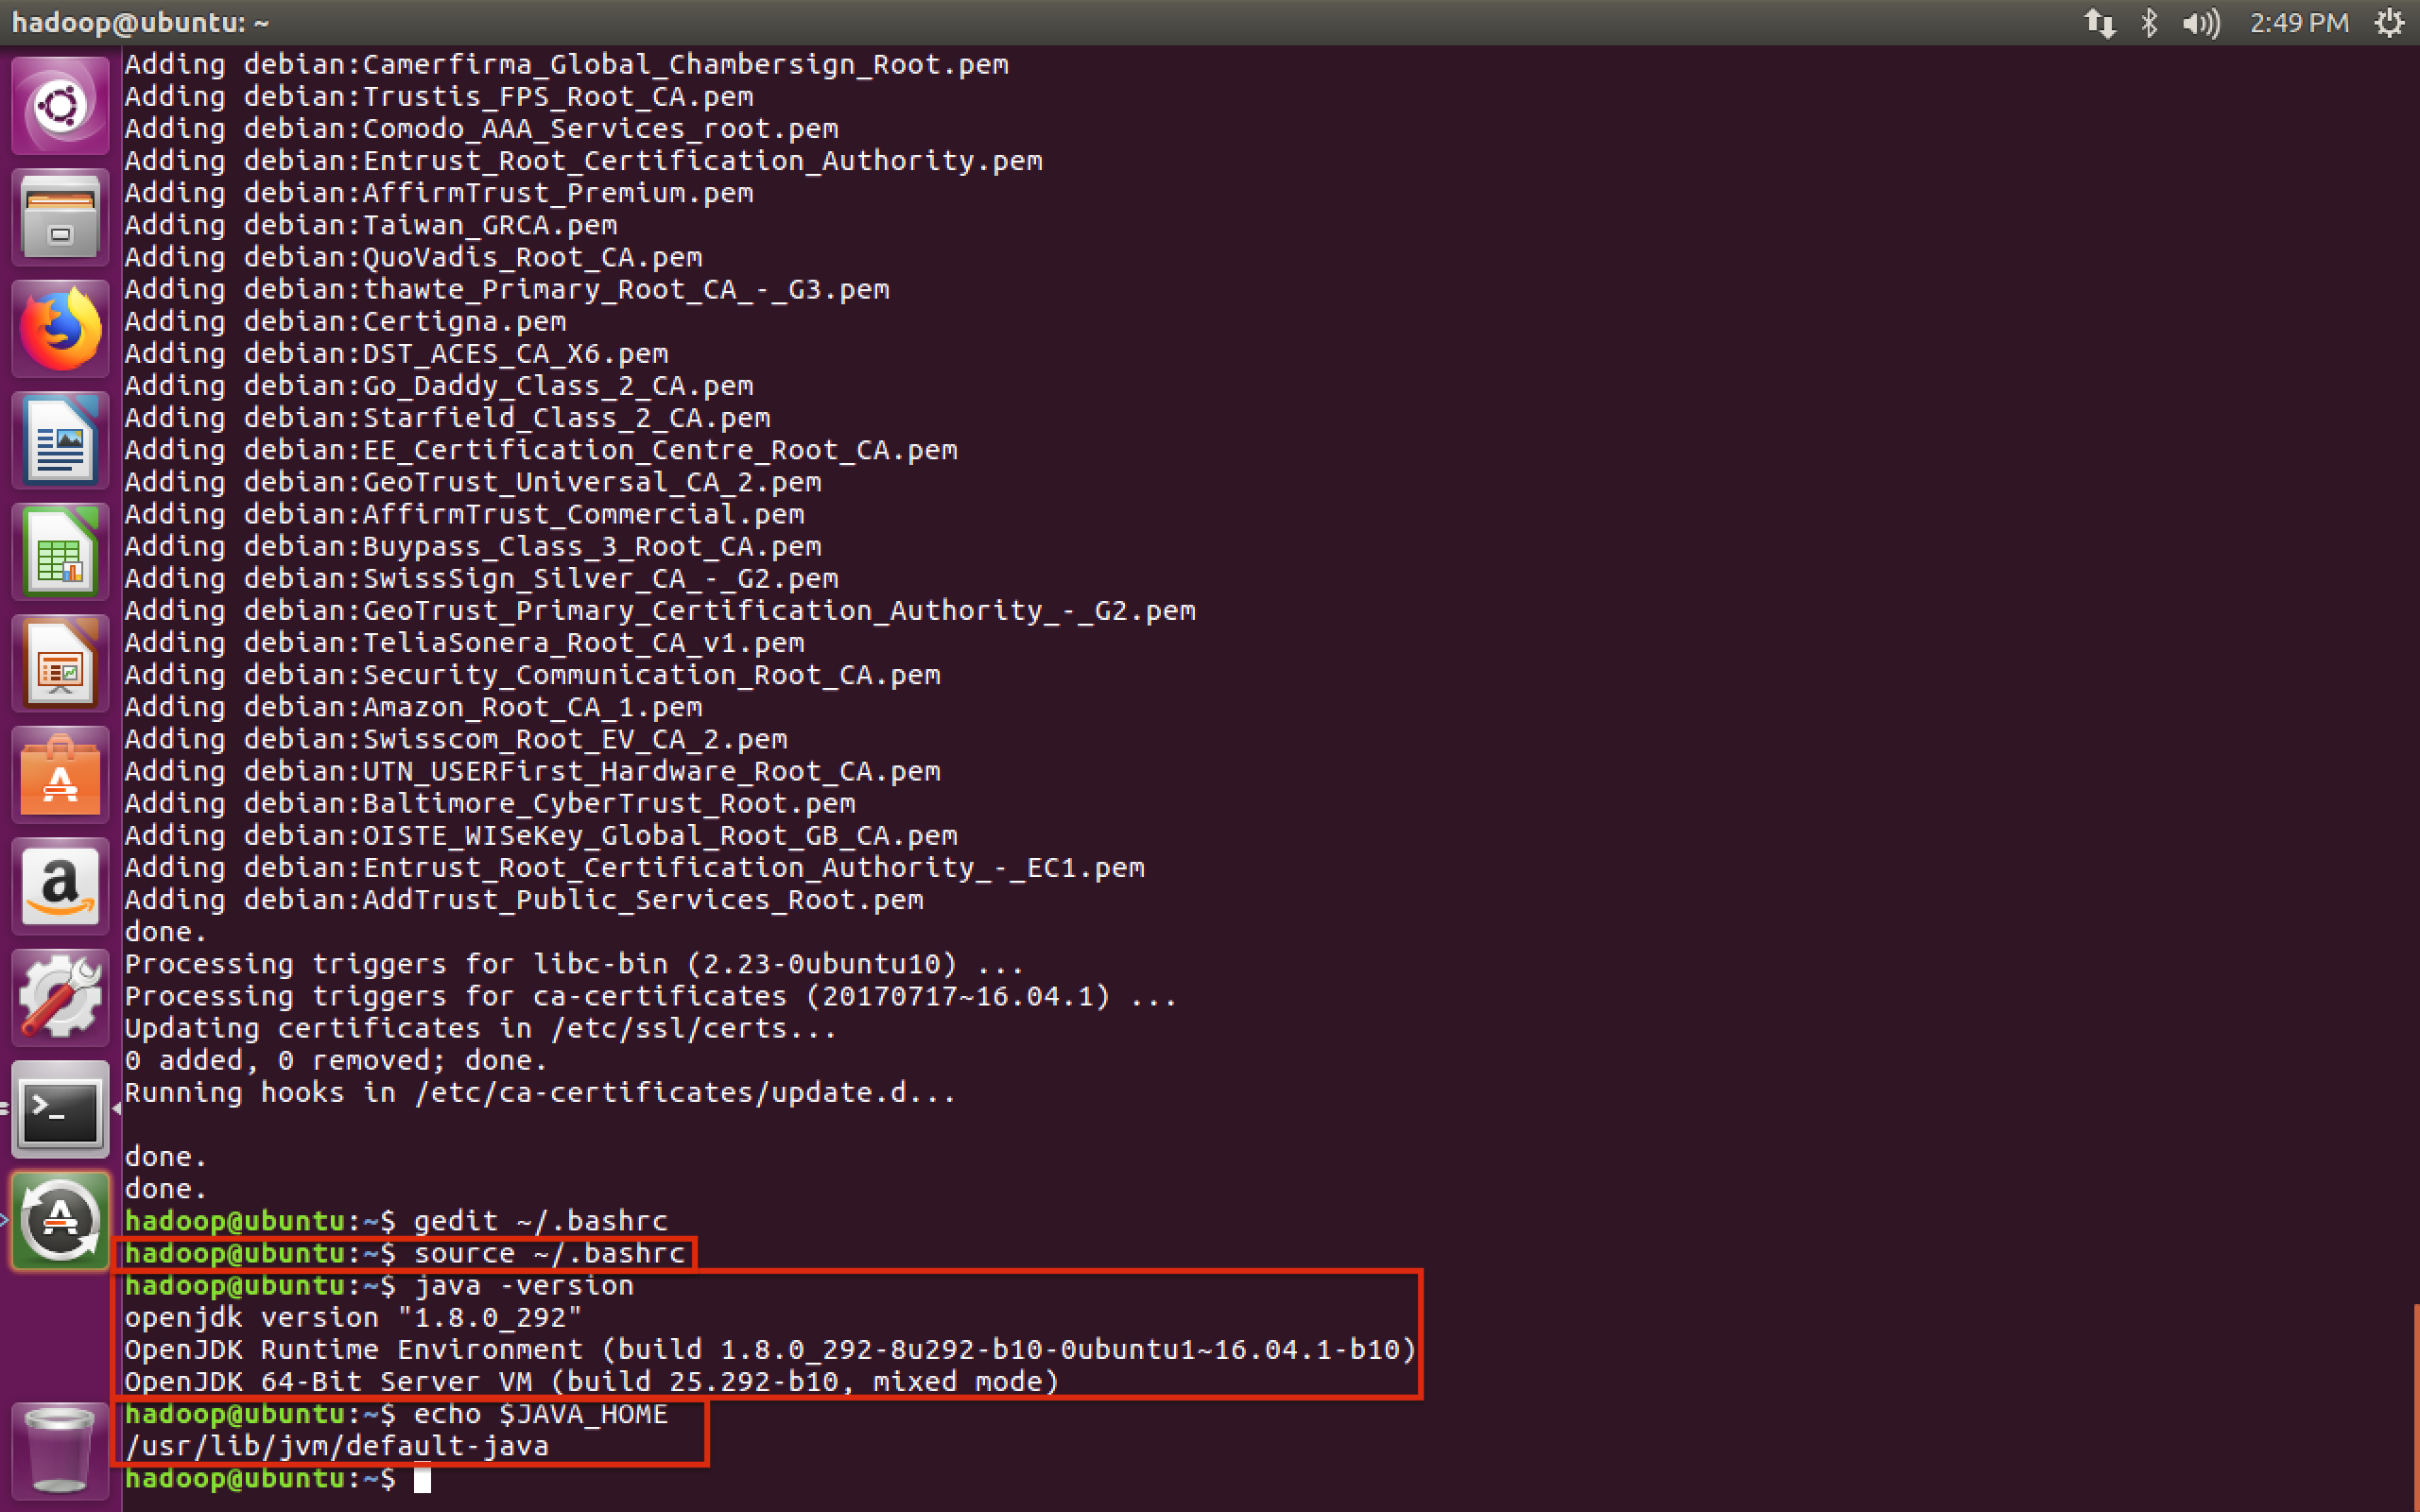 hadoop@ubuntu: ~
2:49 PM
Adding debian:Camerfirma_Global_Chambersign_Root.pem
Adding debian:Trustis_FPS_Root_CA.pem
Adding debian:Comodo_AAA_Services_root.pem
Adding debian:Entrust_Root_Certification_Authority.pem
Adding debian:AffirmTrust_Premium.pem
Adding debian:Taiwan_GRCA.pem
Adding debian:QuoVadis_Root_CA.pem
Adding debian:thawte_Primary_Root_CA_-_G3.pem
Adding debian:Certigna.pem
Adding debian:DST_ACES_CA_X6.pem
Adding debian:Go_Daddy_Class_2_CA.pem
Adding debian:Starfield_Class_2_CA.pem
Adding debian:EE_Certification_Centre_Root_CA.pem
Adding debian:GeoTrust_Universal_CA_2.pem
Adding debian:AffirmTrust_Commercial.pem
Adding debian:Buypass_Class_3_Root_CA.pem
Adding debian:SwissSign_Silver_CA_-_G2.pem
Adding debian:GeoTrust_Primary_Certification_Authority_-_G2.pem
Adding debian:TeliaSonera_Root_CA_v1.pem
Adding debian:Security_Communication_Root_CA.pem
Adding debian:Amazon_Root_CA_1.pem
Adding debian:Swisscom_Root_EV_CA_2.pem
Adding debian:UTN_USERFirst_Hardware_Root_CA.pem
Adding debian:Baltimore_CyberTrust_Root.pem
Adding debian:OISTE_WISeKey_Global_Root_GB_CA.pem
Adding debian:Entrust_Root_Certification_Authority_-_EC1.pem
Adding debian:AddTrust_Public_Services_Root.pem
done.
Processing triggers for libc-bin (2.23-0ubuntu10) ...
Processing triggers for ca-certificates (20170717~16.04.1) ...
Updating certificates in /etc/ssl/certs...
0 added, 0 removed; done.
Running hooks in /etc/ca-certificates/update.d...
done.
done.
hadoop@ubuntu:~$ gedit ~/.bashrc
hadoop@ubuntu:~$ source ~/.bashrc
hadoop@ubuntu:~$ java -version
openjdk version "1.8.0_292"
OpenJDK Runtime Environment (build 1.8.0_292-8u292-b10-0ubuntu1~16.04.1-b10)
OpenJDK 64-Bit Server VM (build 25.292-b10, mixed mode)
hadoop@ubuntu:~$ echo $JAVA_HOME
/usr/lib/jvm/default-java
hadoop@ubuntu:~$